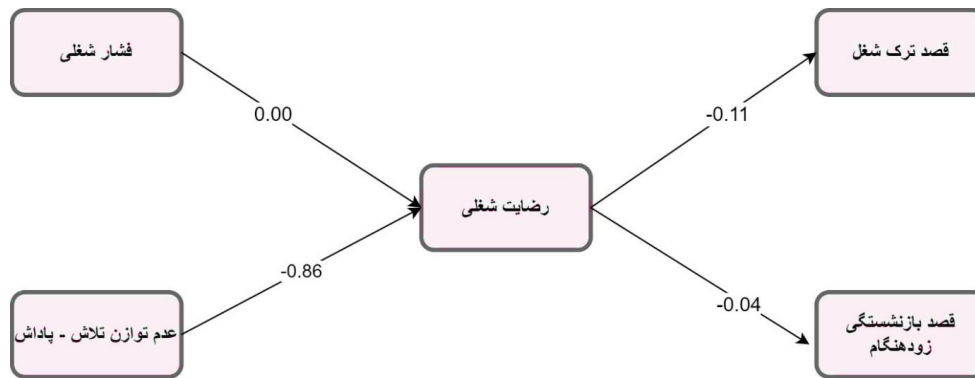 فشار شغلی
قصد ترک شغل
0.00
-0.11
رضایت شغلی
-0.86
-0.04
عدم توازن تلاش - پاداش
قصد بازنشستگی
زودهنگام